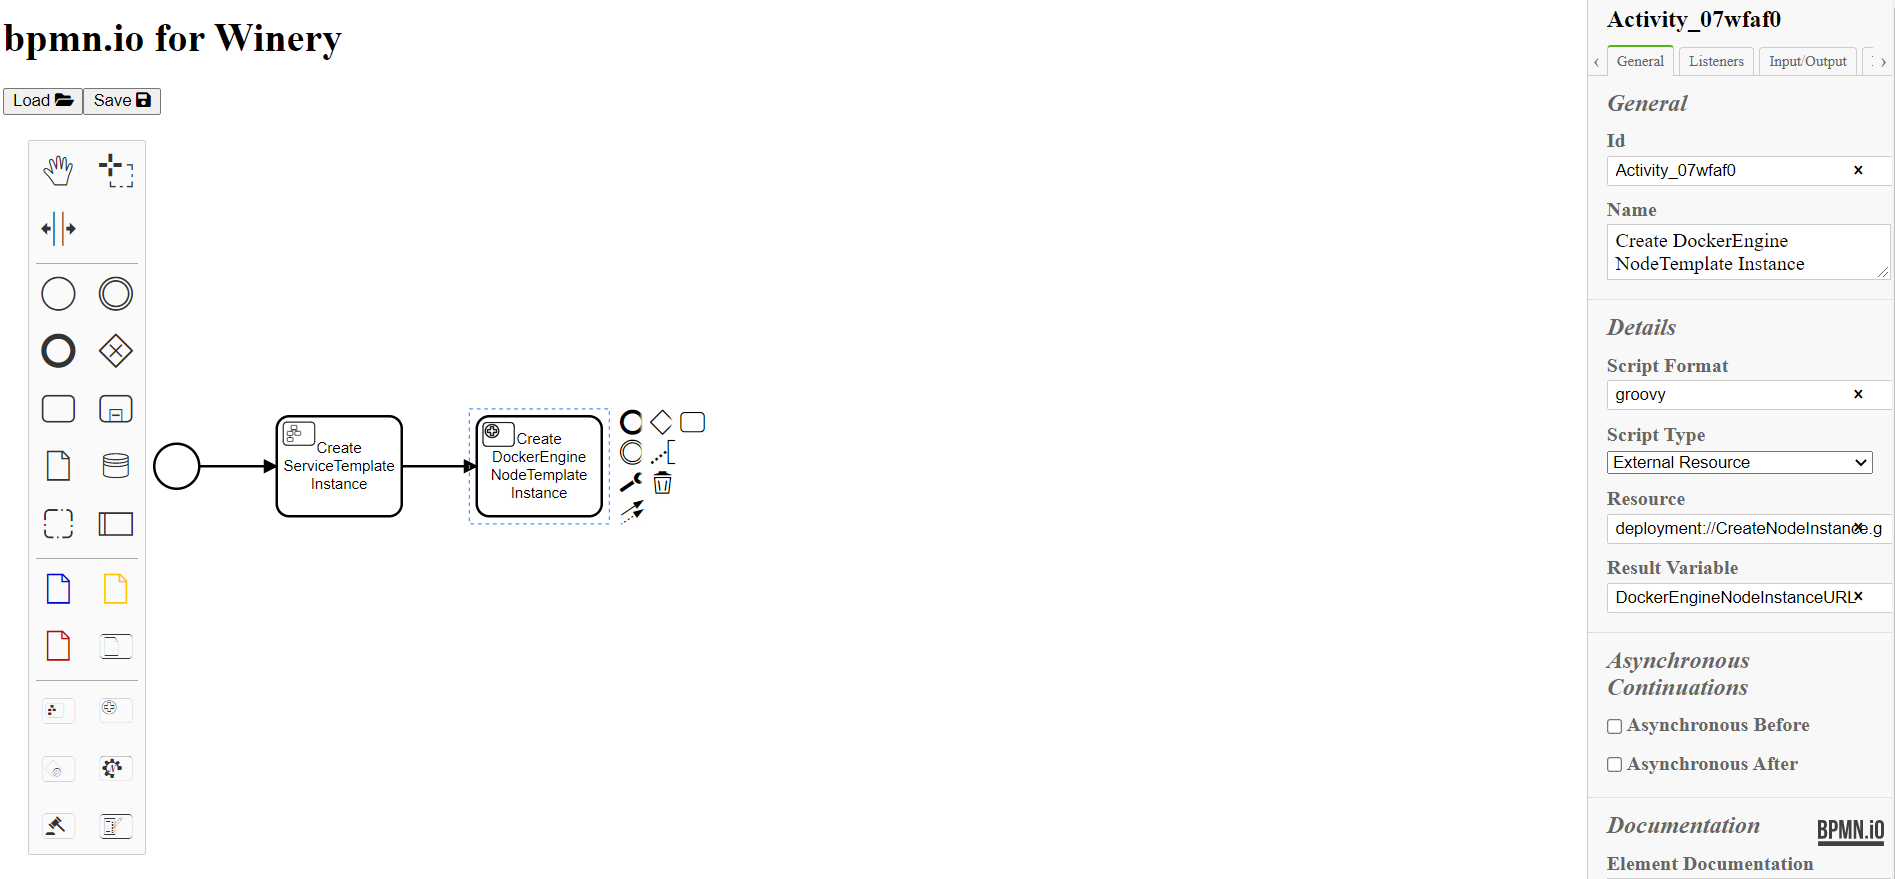 bpmn.io for Winery
Load
Save
Create
ServiceTemplate
Instance
Create
DockerEngine
NodeTemplate
Instance
Activity_07wfaf0
General
Listeners
Input/Output
General
Id
Activity_07wfaf0
Name
Create DockerEngine
NodeTemplate Instance
Details
Script Format
groovy
Script Type
External Resource
Resource
deployment://CreateNodeInstance.g
Result Variable
DockerEngineNodeInstanceURL
Asynchronous
Continuations
Asynchronous Before
Asynchronous After
Documentation
BPMN.iO
Element Documentation